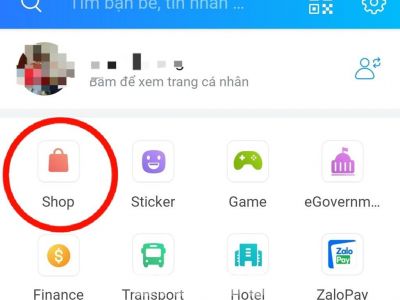 Tìm bạn bè, tin nhắn ...
Bấm để xem trang cá nhân
Shop
Sticker
Game
eGovernm...
Zalo
Pay
Finance
Transport
Hotel
ZaloPay